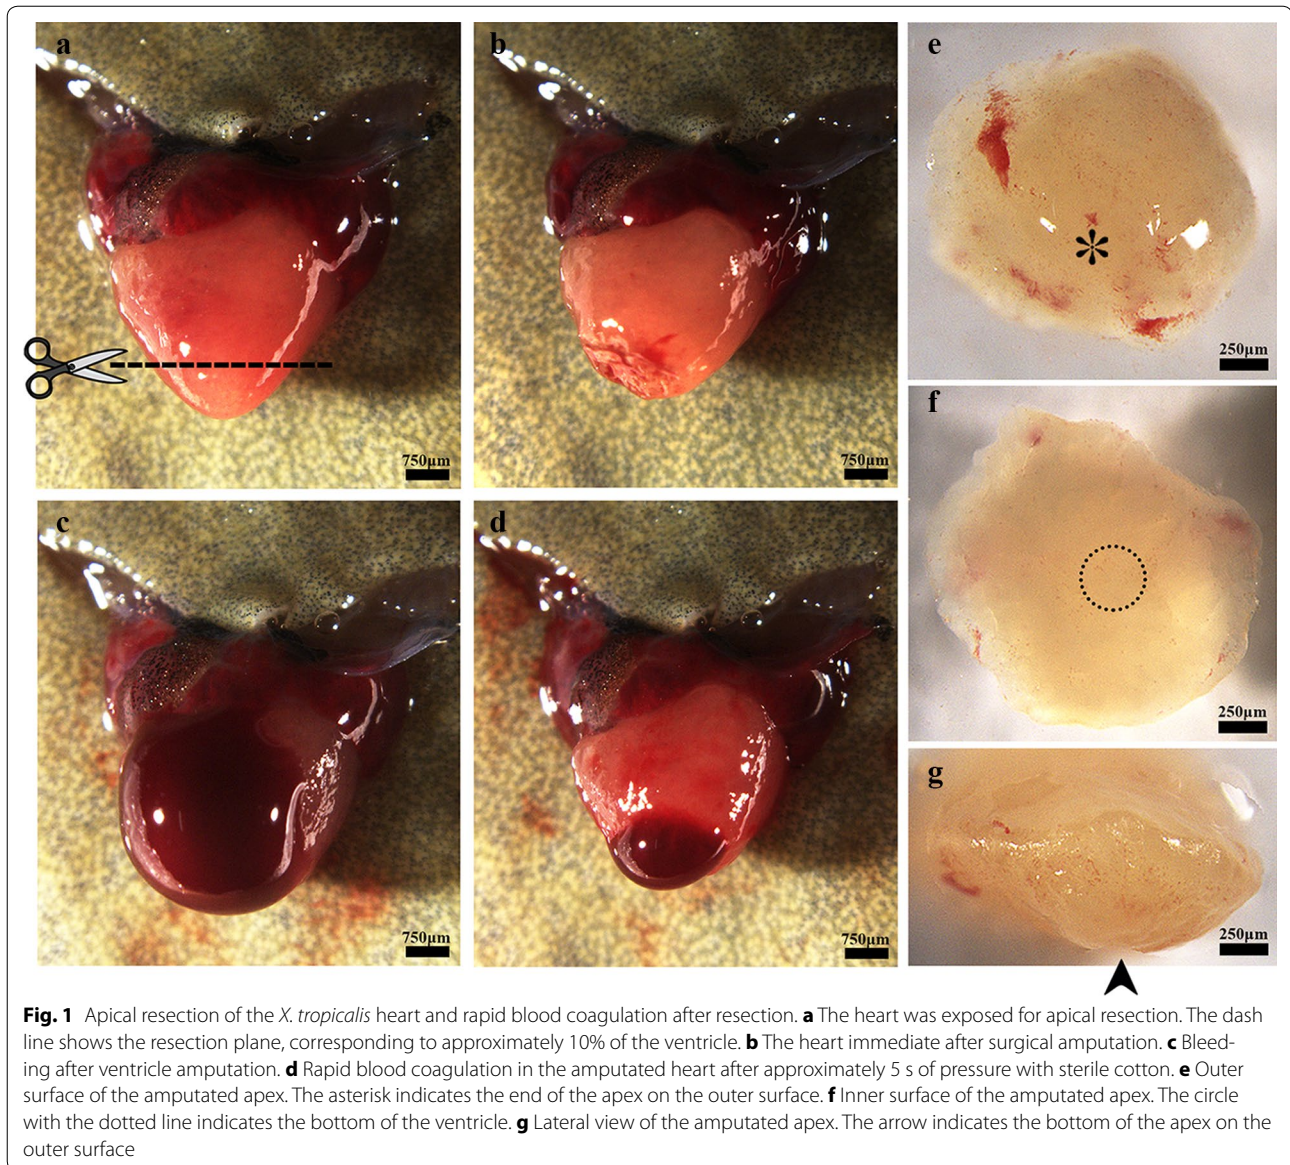 a
b
e
250µm
750µm
750µm
f
250µm
c
d
g
750µm
750µm
250µm
Fig. 1 Apical resection of the X. tropicalis heart and rapid blood coagulation after resection. a The heart was exposed for apical resection. The dash
line shows the resection plane, corresponding to approximately 10% of the ventricle. b The heart immediate after surgical amputation. c Bleed-
ing after ventricle amputation. d Rapid blood coagulation in the amputated heart after approximately 5 s of pressure with sterile cotton. e Outer
surface of the amputated apex. The asterisk indicates the end of the apex on the outer surface. f Inner surface of the amputated apex. The circle
with the dotted line indicates the bottom of the ventricle. g Lateral view of the amputated apex. The arrow indicates the bottom of the apex on the
outer surface